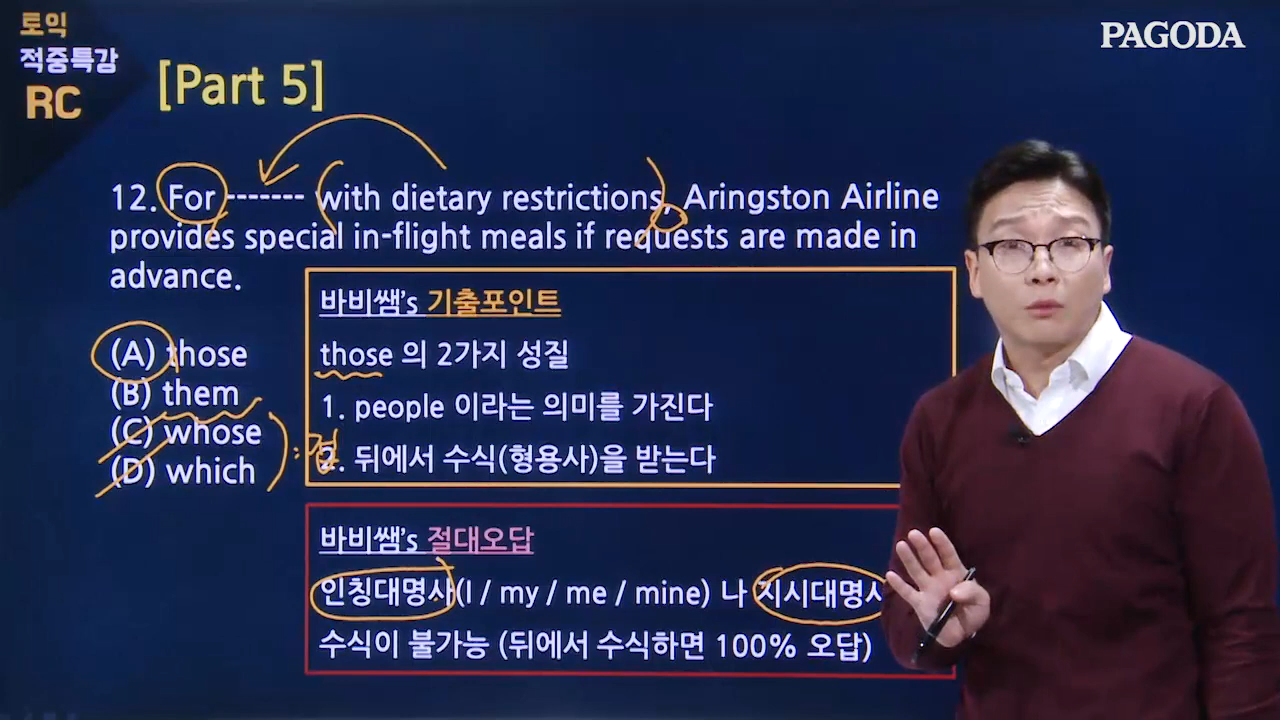 토익
적중특강
RC
PAGODA
[Part 5]
12. For ------- with dietary restrictions, Aringston Airline
provides special in-flight meals if requests are made in
advance.
(A) those
(B) them
(C) whose
(D) which
바비쌤's 기출포인트
those 의 2가지 성질
1. people 이라는 의미를 가진다
2. 뒤에서 수식(형용사)을 받는다
: 접
바비쌤's 절대오답
인칭대명사(I / my / me / mine) 나 지시대명사
수식이 불가능 (뒤에서 수식하면 100% 오답)